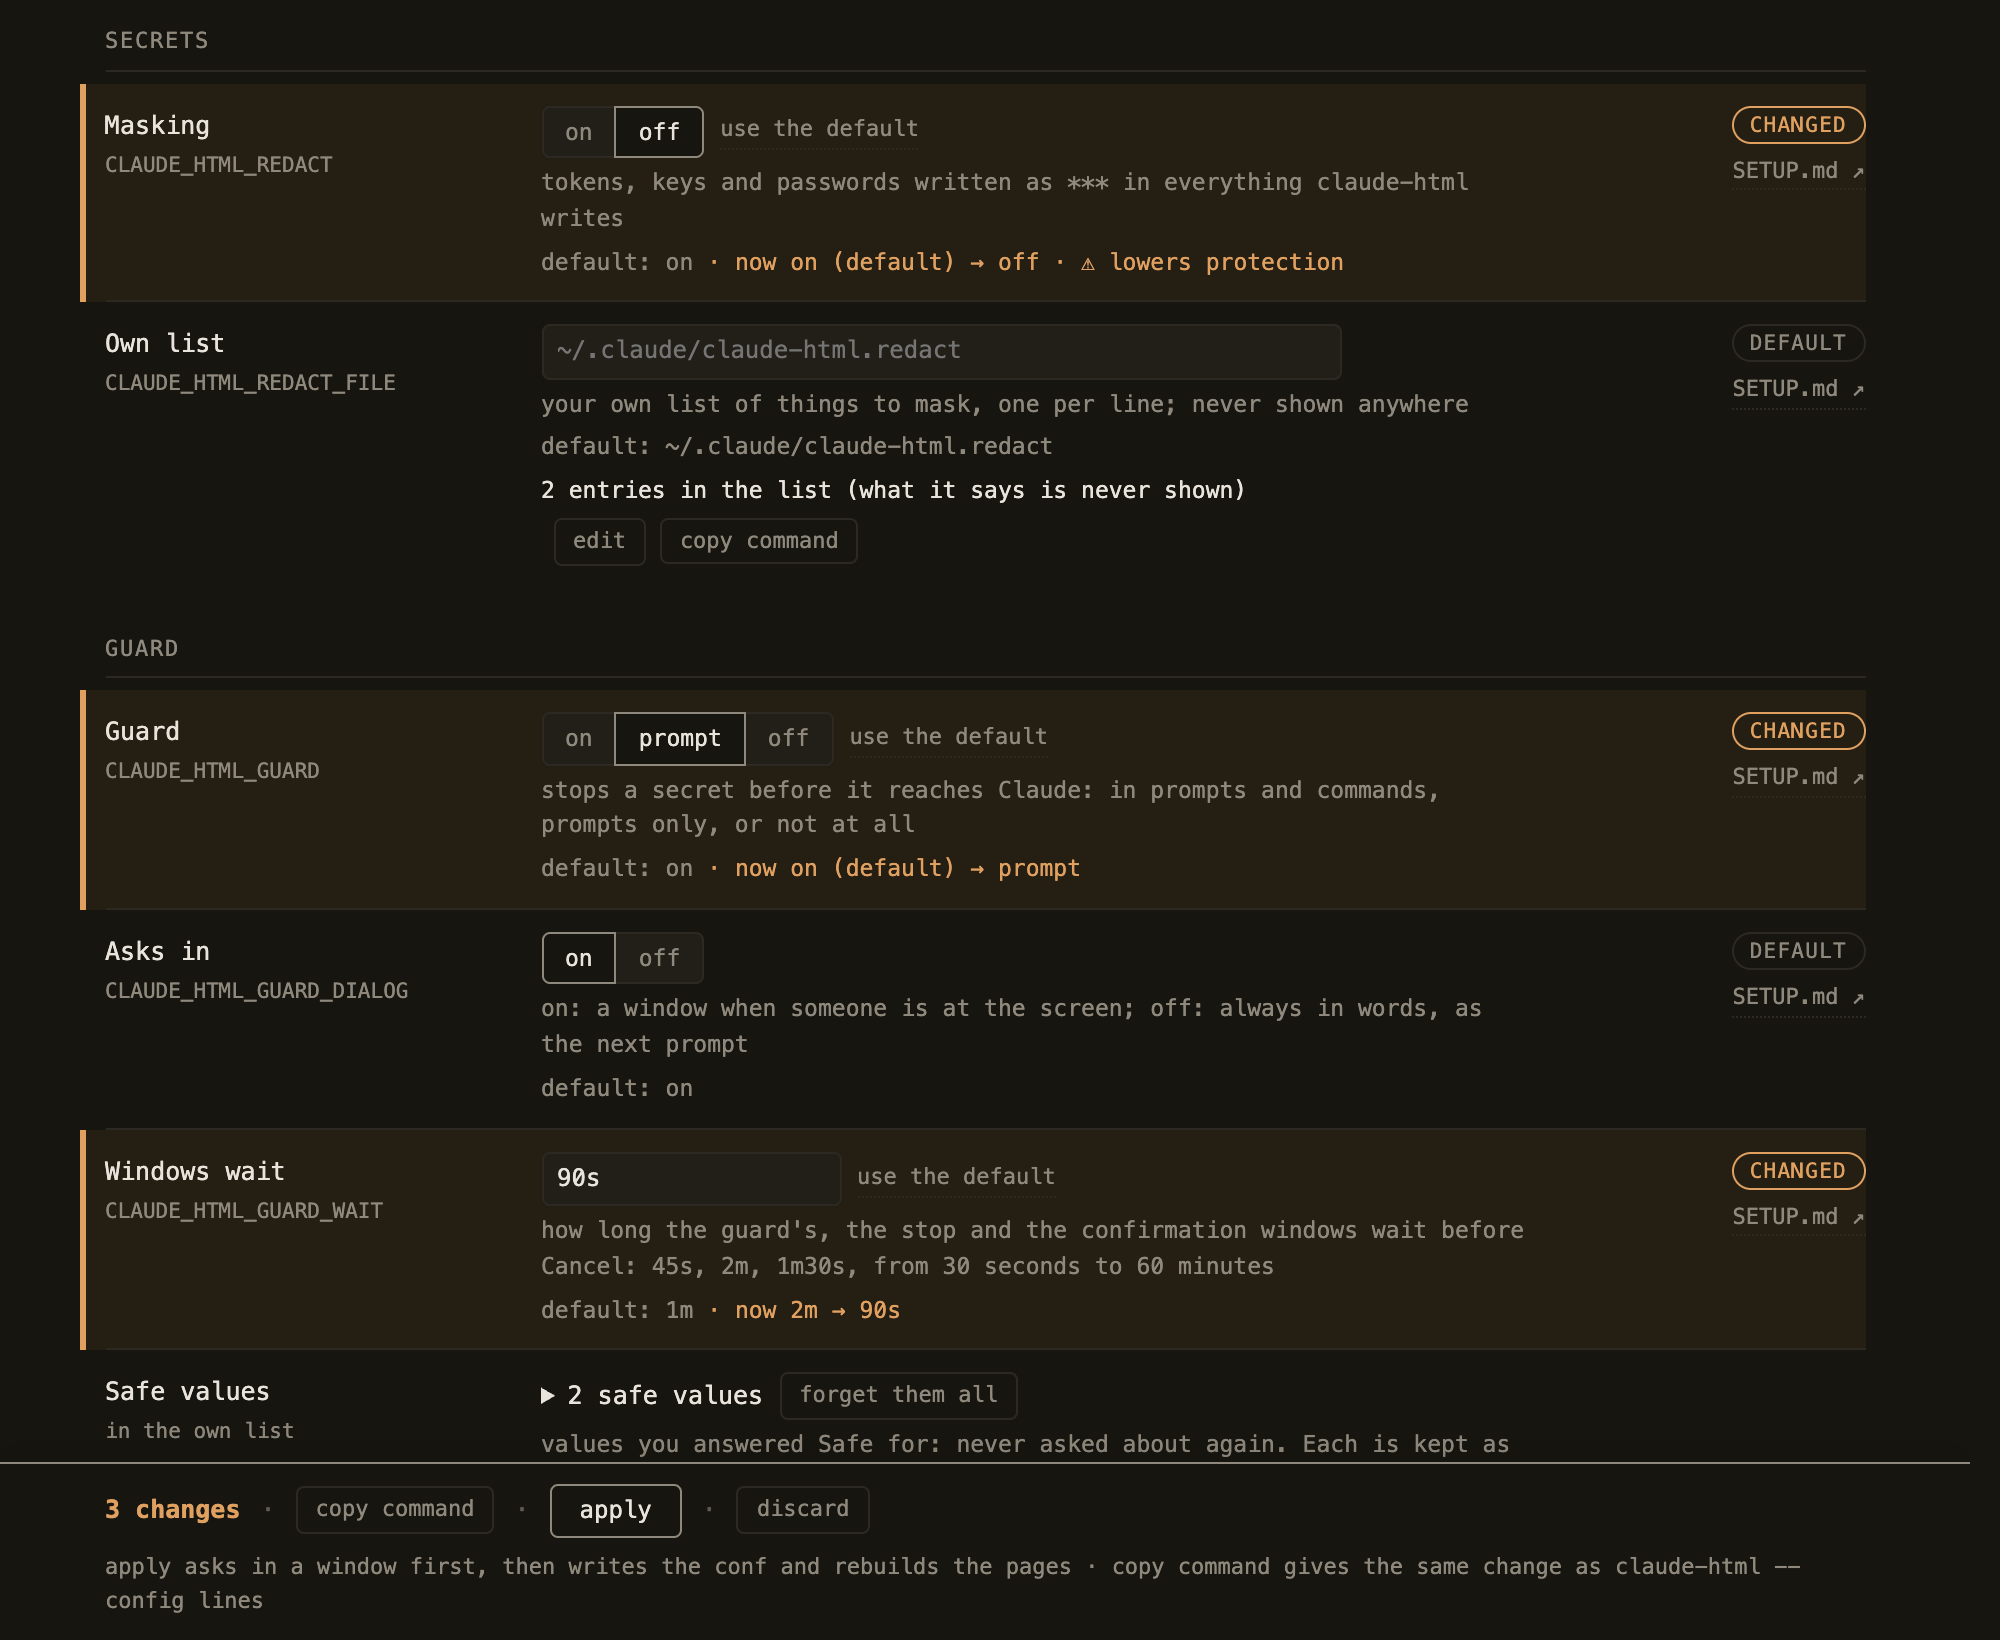 SECRETS
Masking
CLAUDE_HTML_REDACT
on off use the default
tokens, keys and passwords written as *** in everything claude-html
writes
default: on · now on (default) → off · ⚠ lowers protection
CHANGED
SETUP.md ↗
Own list
CLAUDE_HTML_REDACT_FILE
~/.claude/claude-html.redact
your own list of things to mask, one per line; never shown anywhere
default: ~/.claude/claude-html.redact
2 entries in the list (what it says is never shown)
edit copy command
DEFAULT
SETUP.md ↗
GUARD
Guard
CLAUDE_HTML_GUARD
on prompt off use the default
stops a secret before it reaches Claude: in prompts and commands,
prompts only, or not at all
default: on · now on (default) → prompt
CHANGED
SETUP.md ↗
Asks in
CLAUDE_HTML_GUARD_DIALOG
on off
on: a window when someone is at the screen; off: always in words, as
the next prompt
default: on
DEFAULT
SETUP.md ↗
Windows wait
CLAUDE_HTML_GUARD_WAIT
90s use the default
how long the guard's, the stop and the confirmation windows wait before
Cancel: 45s, 2m, 1m30s, from 30 seconds to 60 minutes
default: 1m · now 2m → 90s
CHANGED
SETUP.md ↗
Safe values
in the own list
▶ 2 safe values forget them all
values you answered Safe for: never asked about again. Each is kept as
3 changes · copy command · apply · discard
apply asks in a window first, then writes the conf and rebuilds the pages · copy command gives the same change as claude-html --
config lines